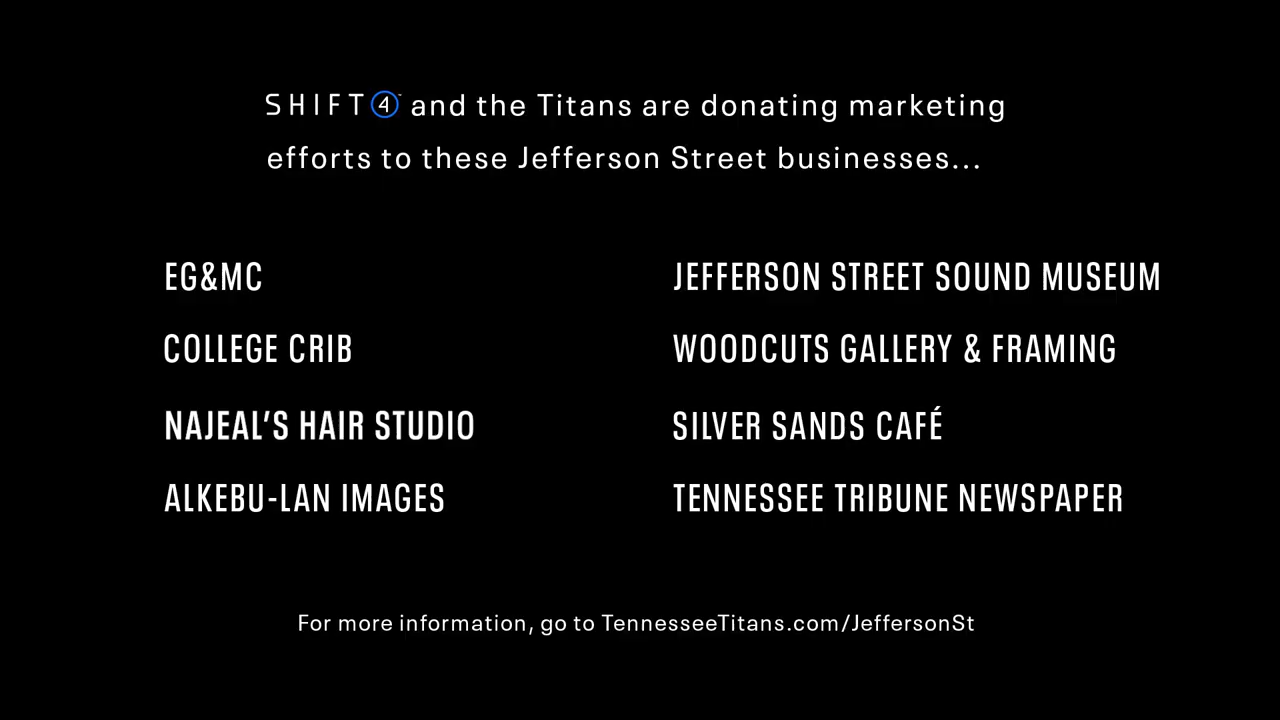 SHIFT4 and the Titans are donating marketing
efforts to these Jefferson Street businesses...
EG&MC
COLLEGE CRIB
NAJEAL'S HAIR STUDIO
ALKEBU-LAN IMAGES
JEFFERSON STREET SOUND MUSEUM
WOODCUTS GALLERY & FRAMING
SILVER SANDS CAFÉ
TENNESSEE TRIBUNE NEWSPAPER
For more information, go to TennesseeTitans.com/JeffersonSt